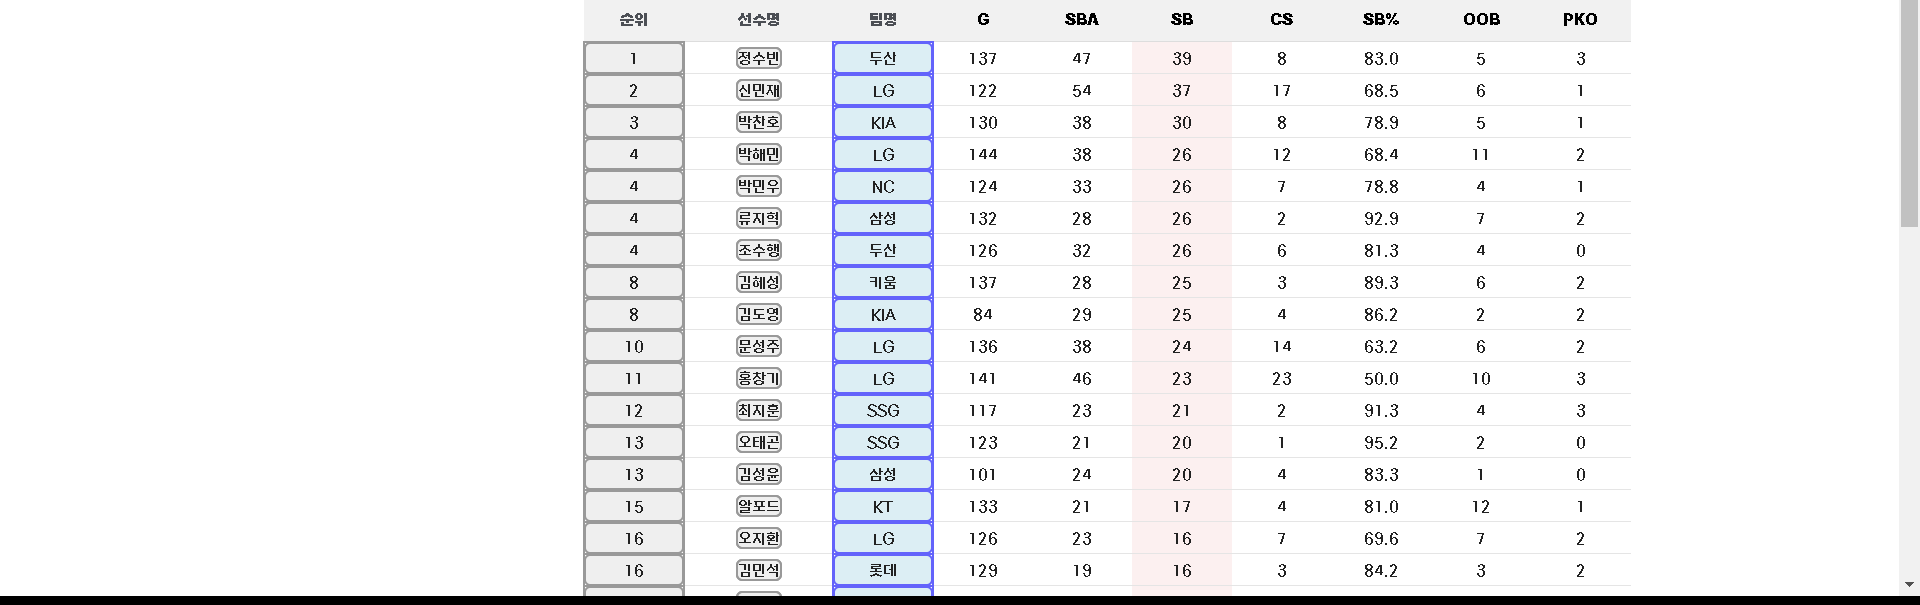 순위 선수명 팀명 G SBA SB CS SB% OOB PKO
1 정수빈 두산 137 47 39 8 83.0 5 3
2 신민재 LG 122 54 37 17 68.5 6 1
3 박찬호 KIA 130 38 30 8 78.9 5 1
4 박해민 LG 144 38 26 12 68.4 11 2
4 박민우 NC 124 33 26 7 78.8 4 1
4 류지혁 삼성 132 28 26 2 92.9 7 2
4 조수행 두산 126 32 26 6 81.3 4 0
8 김혜성 키움 137 28 25 3 89.3 6 2
8 김도영 KIA 84 29 25 4 86.2 2 2
10 문성주 LG 136 38 24 14 63.2 6 2
11 홍창기 LG 141 46 23 23 50.0 10 3
12 최지훈 SSG 117 23 21 2 91.3 4 3
13 오태곤 SSG 123 21 20 1 95.2 2 0
13 김성윤 삼성 101 24 20 4 83.3 1 0
15 알포드 KT 133 21 17 4 81.0 12 1
16 오지환 LG 126 23 16 7 69.6 7 2
16 김민석 롯데 129 19 16 3 84.2 3 2